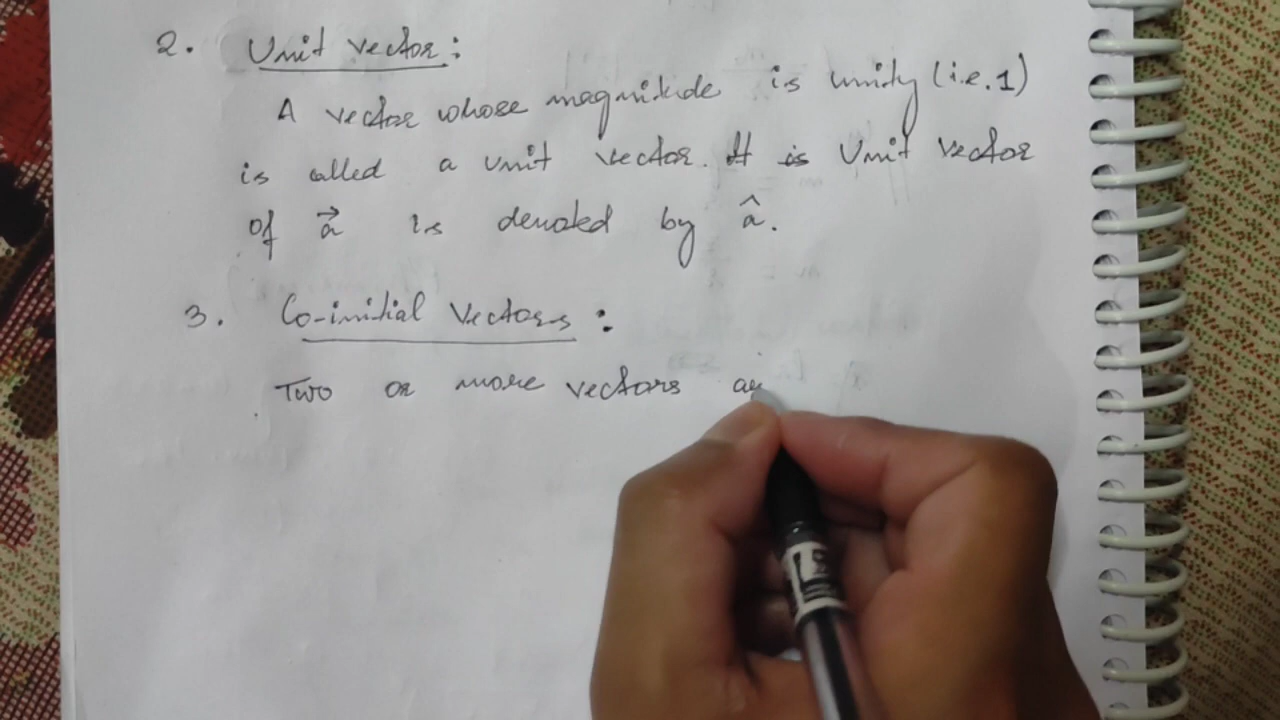 2. Unit vector:
A vector whose magnitude is unity (i.e. 1)
is called a unit vector. It is Unit vector
of a⃗ is denoted by â.
3. Co-initial Vectors :
Two or more vectors